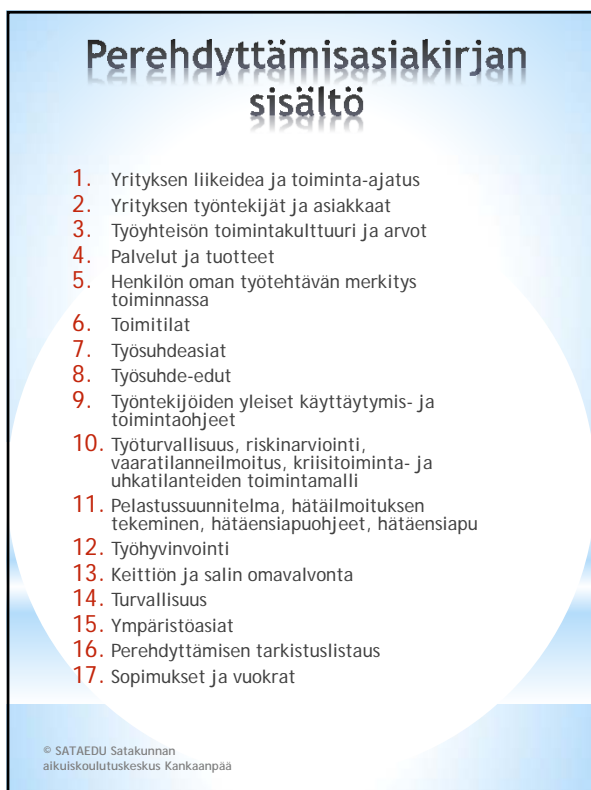 Perehdyttämisasiakirjan
sisältö
1. Yrityksen liikeidea ja toiminta-ajatus
2. Yrityksen työntekijät ja asiakkaat
3. Työyhteisön toimintakulttuuri ja arvot
4. Palvelut ja tuotteet
5. Henkilön oman työtehtävän merkitys
toiminnassa
6. Toimitilat
7. Työsuhdeasiat
8. Työsuhde-edut
9. Työntekijöiden yleiset käyttäytymis- ja
toimintaohjeet
10. Työturvallisuus, riskinarviointi,
vaaratilanneilmoitus, kriisitoiminta- ja
uhkatilanteiden toimintamalli
11. Pelastussuunnitelma, hätäilmoituksen
tekeminen, hätäensiapuohjeet, hätäensiapu
12. Työhyvinvointi
13. Keittiön ja salin omavalvonta
14. Turvallisuus
15. Ympäristöasiat
16. Perehdyttämisen tarkistuslistaus
17. Sopimukset ja vuokrat
© SATAEDU Satakunnan
aikuiskoulutuskeskus Kankaanpää